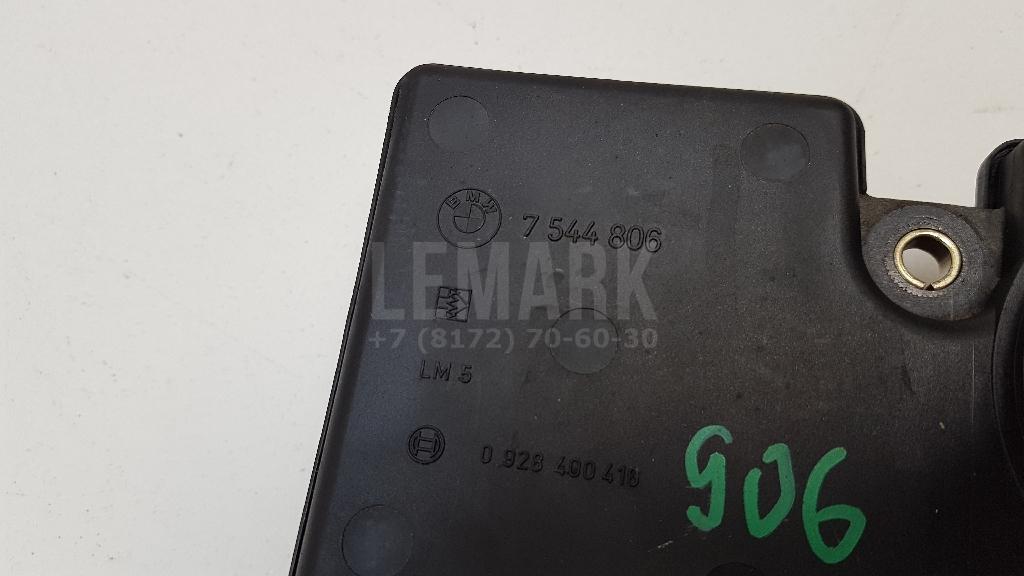 BMW
7 544 806
LEMARK
+7 (8172) 70-60-30
LM 5
0 928 400 418
906